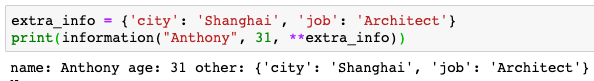 extra_info = {'city': 'Shanghai', 'job': 'Architect'}
print(information("Anthony", 31, **extra_info))
name: Anthony age: 31 other: {'city': 'Shanghai', 'job': 'Architect'}